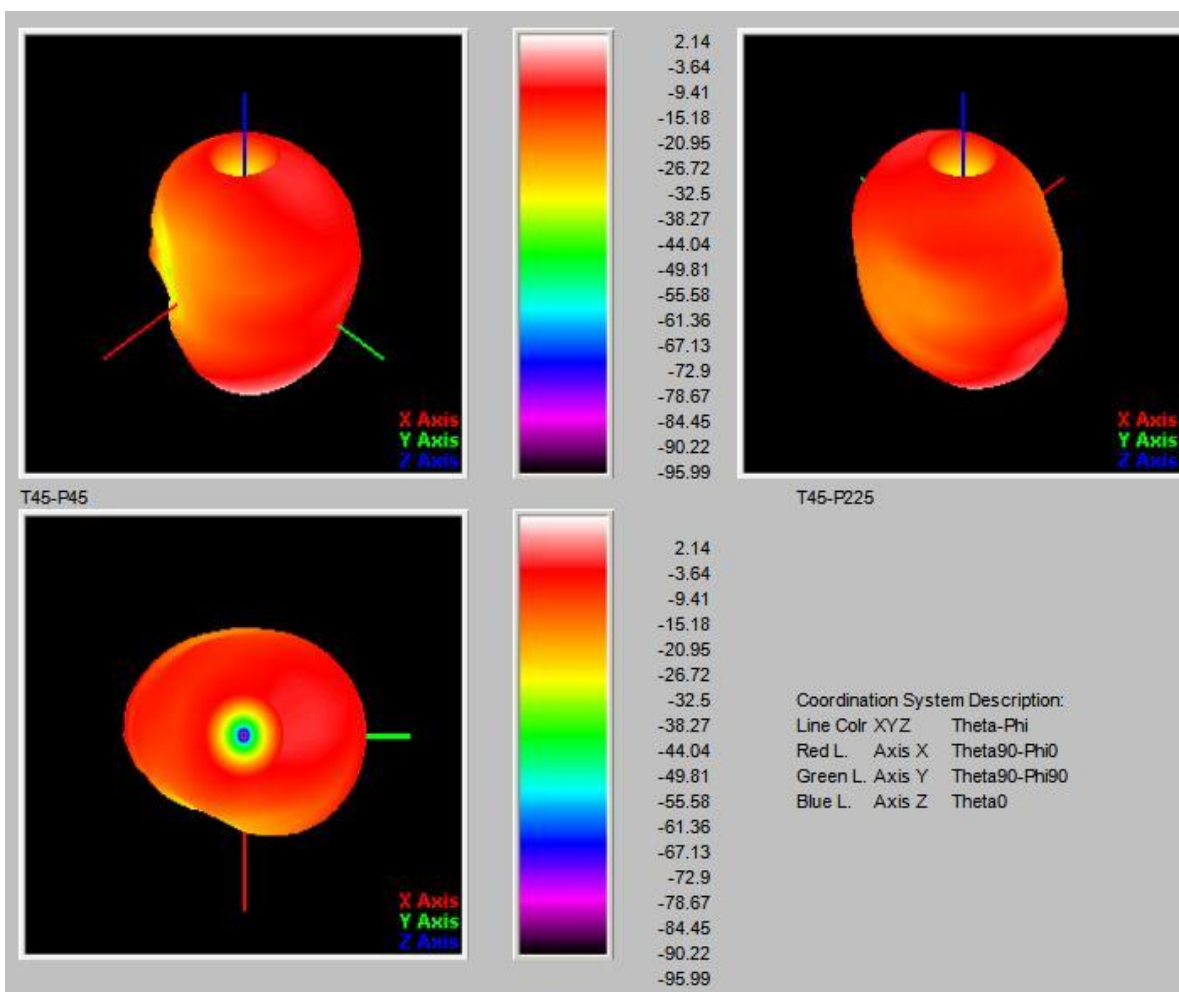 2.14
-3.64
-9.41
-15.18
-20.95
-26.72
-32.5
-38.27
-44.04
-49.81
-55.58
-61.36
-67.13
-72.9
-78.67
-84.45
-90.22
-95.99
X Axis
Y Axis
Z Axis
X Axis
Y Axis
Z Axis
T45-P45
T45-P225
2.14
-3.64
-9.41
-15.18
-20.95
-26.72
-32.5
-38.27
-44.04
-49.81
-55.58
-61.36
-67.13
-72.9
-78.67
-84.45
-90.22
-95.99
X Axis
Y Axis
Z Axis
Coordination System Description:
Line Colr XYZ Theta-Phi
Red L. Axis X Theta90-Phi0
Green L. Axis Y Theta90-Phi90
Blue L. Axis Z Theta0